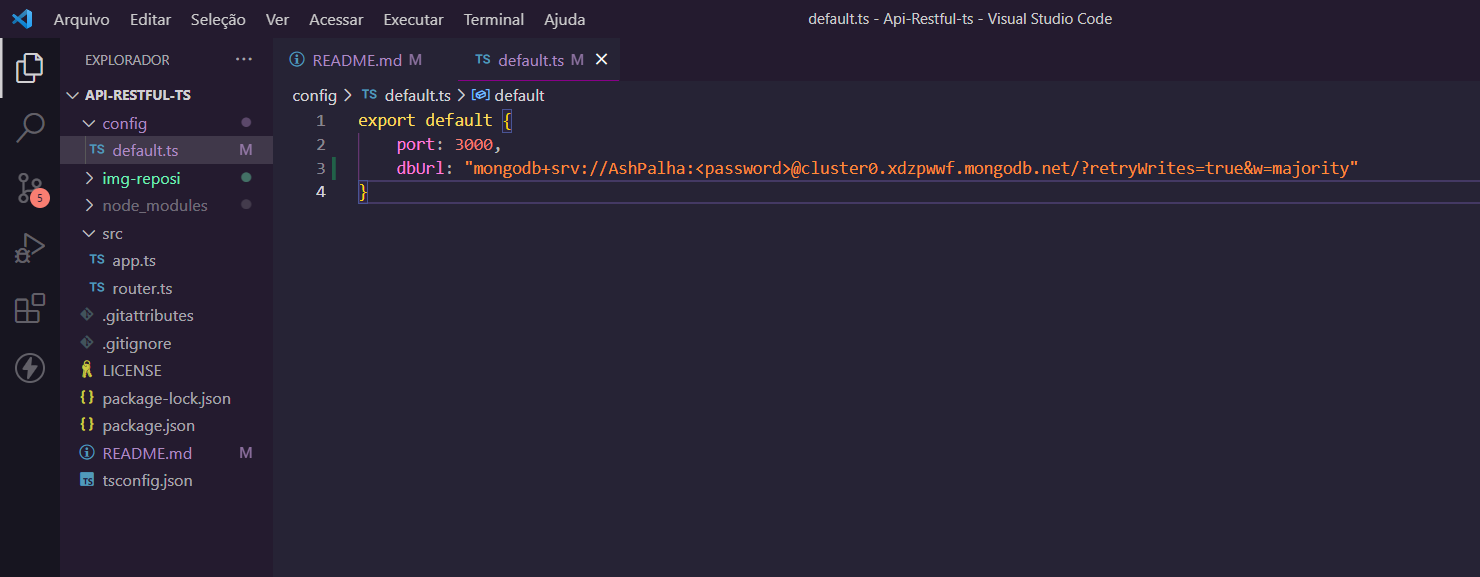 Arquivo Editar Seleção Ver Acessar Executar Terminal Ajuda default.ts - Api-Restful-ts - Visual Studio Code
EXPLORADOR ···
API-RESTFUL-TS
config
TS default.ts M
img-reposi
node_modules
src
TS app.ts
TS router.ts
.gitattributes
.gitignore
LICENSE
{} package-lock.json
{} package.json
README.md M
TS tsconfig.json
5
README.md M TS default.ts M
config > TS default.ts > default
1 export default {
2 port: 3000,
3 dbUrl: "mongodb+srv://AshPalha:<password>@cluster0.xdzpwwf.mongodb.net/?retryWrites=true&w=majority"
4 }